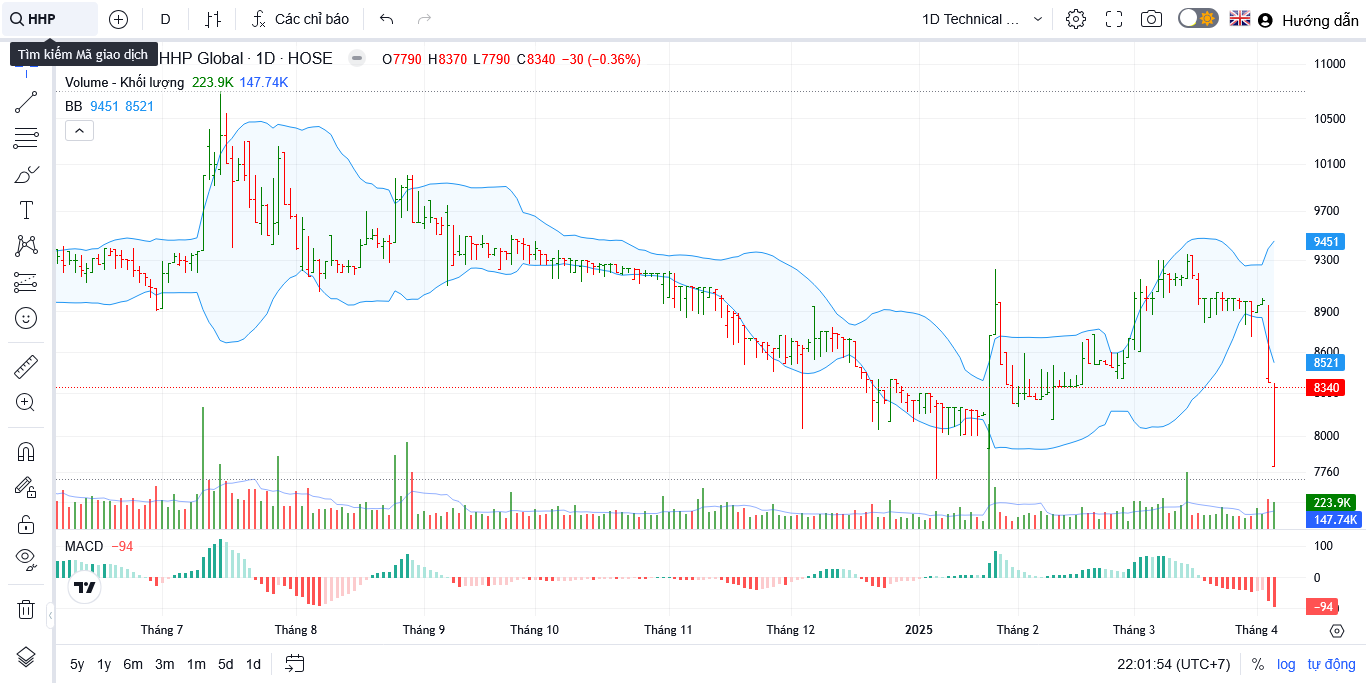 HHP
D
Các chỉ báo
1D Technical ...
Hướng dẫn
Tìm kiếm Mã giao dịch
HHP Global · 1D · HOSE
O7790 H8370 L7790 C8340 −30 (−0.36%)
Volume - Khối lượng 223.9K 147.74K
BB 9451 8521
11000
10500
10100
9700
9451
9300
8900
8600
8521
8340
8000
7760
223.9K
147.74K
MACD −94
100
0
−94
Tháng 7
Tháng 8
Tháng 9
Tháng 10
Tháng 11
Tháng 12
2025
Tháng 2
Tháng 3
Tháng 4
5y 1y 6m 3m 1m 5d 1d
22:01:54 (UTC+7)
% log tự động